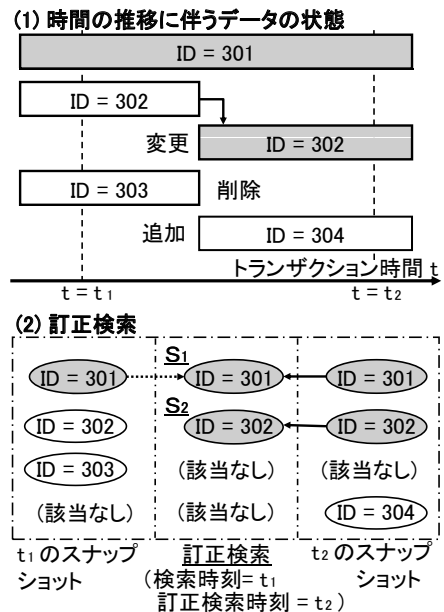 (1) 時間の推移に伴うデータの状態
ID = 301
ID = 302
変更 ID = 302
ID = 303 削除
追加 ID = 304
トランザクション時間 t
t = t1 t = t2
(2) 訂正検索
S1
ID = 301 ID = 301 ID = 301
S2
ID = 302 ID = 302 ID = 302
ID = 303 (該当なし) (該当なし)
(該当なし) (該当なし) ID = 304
t1 のスナップ 訂正検索 t2 のスナップ
ショット (検索時刻= t1 ショット
訂正検索時刻 = t2 )